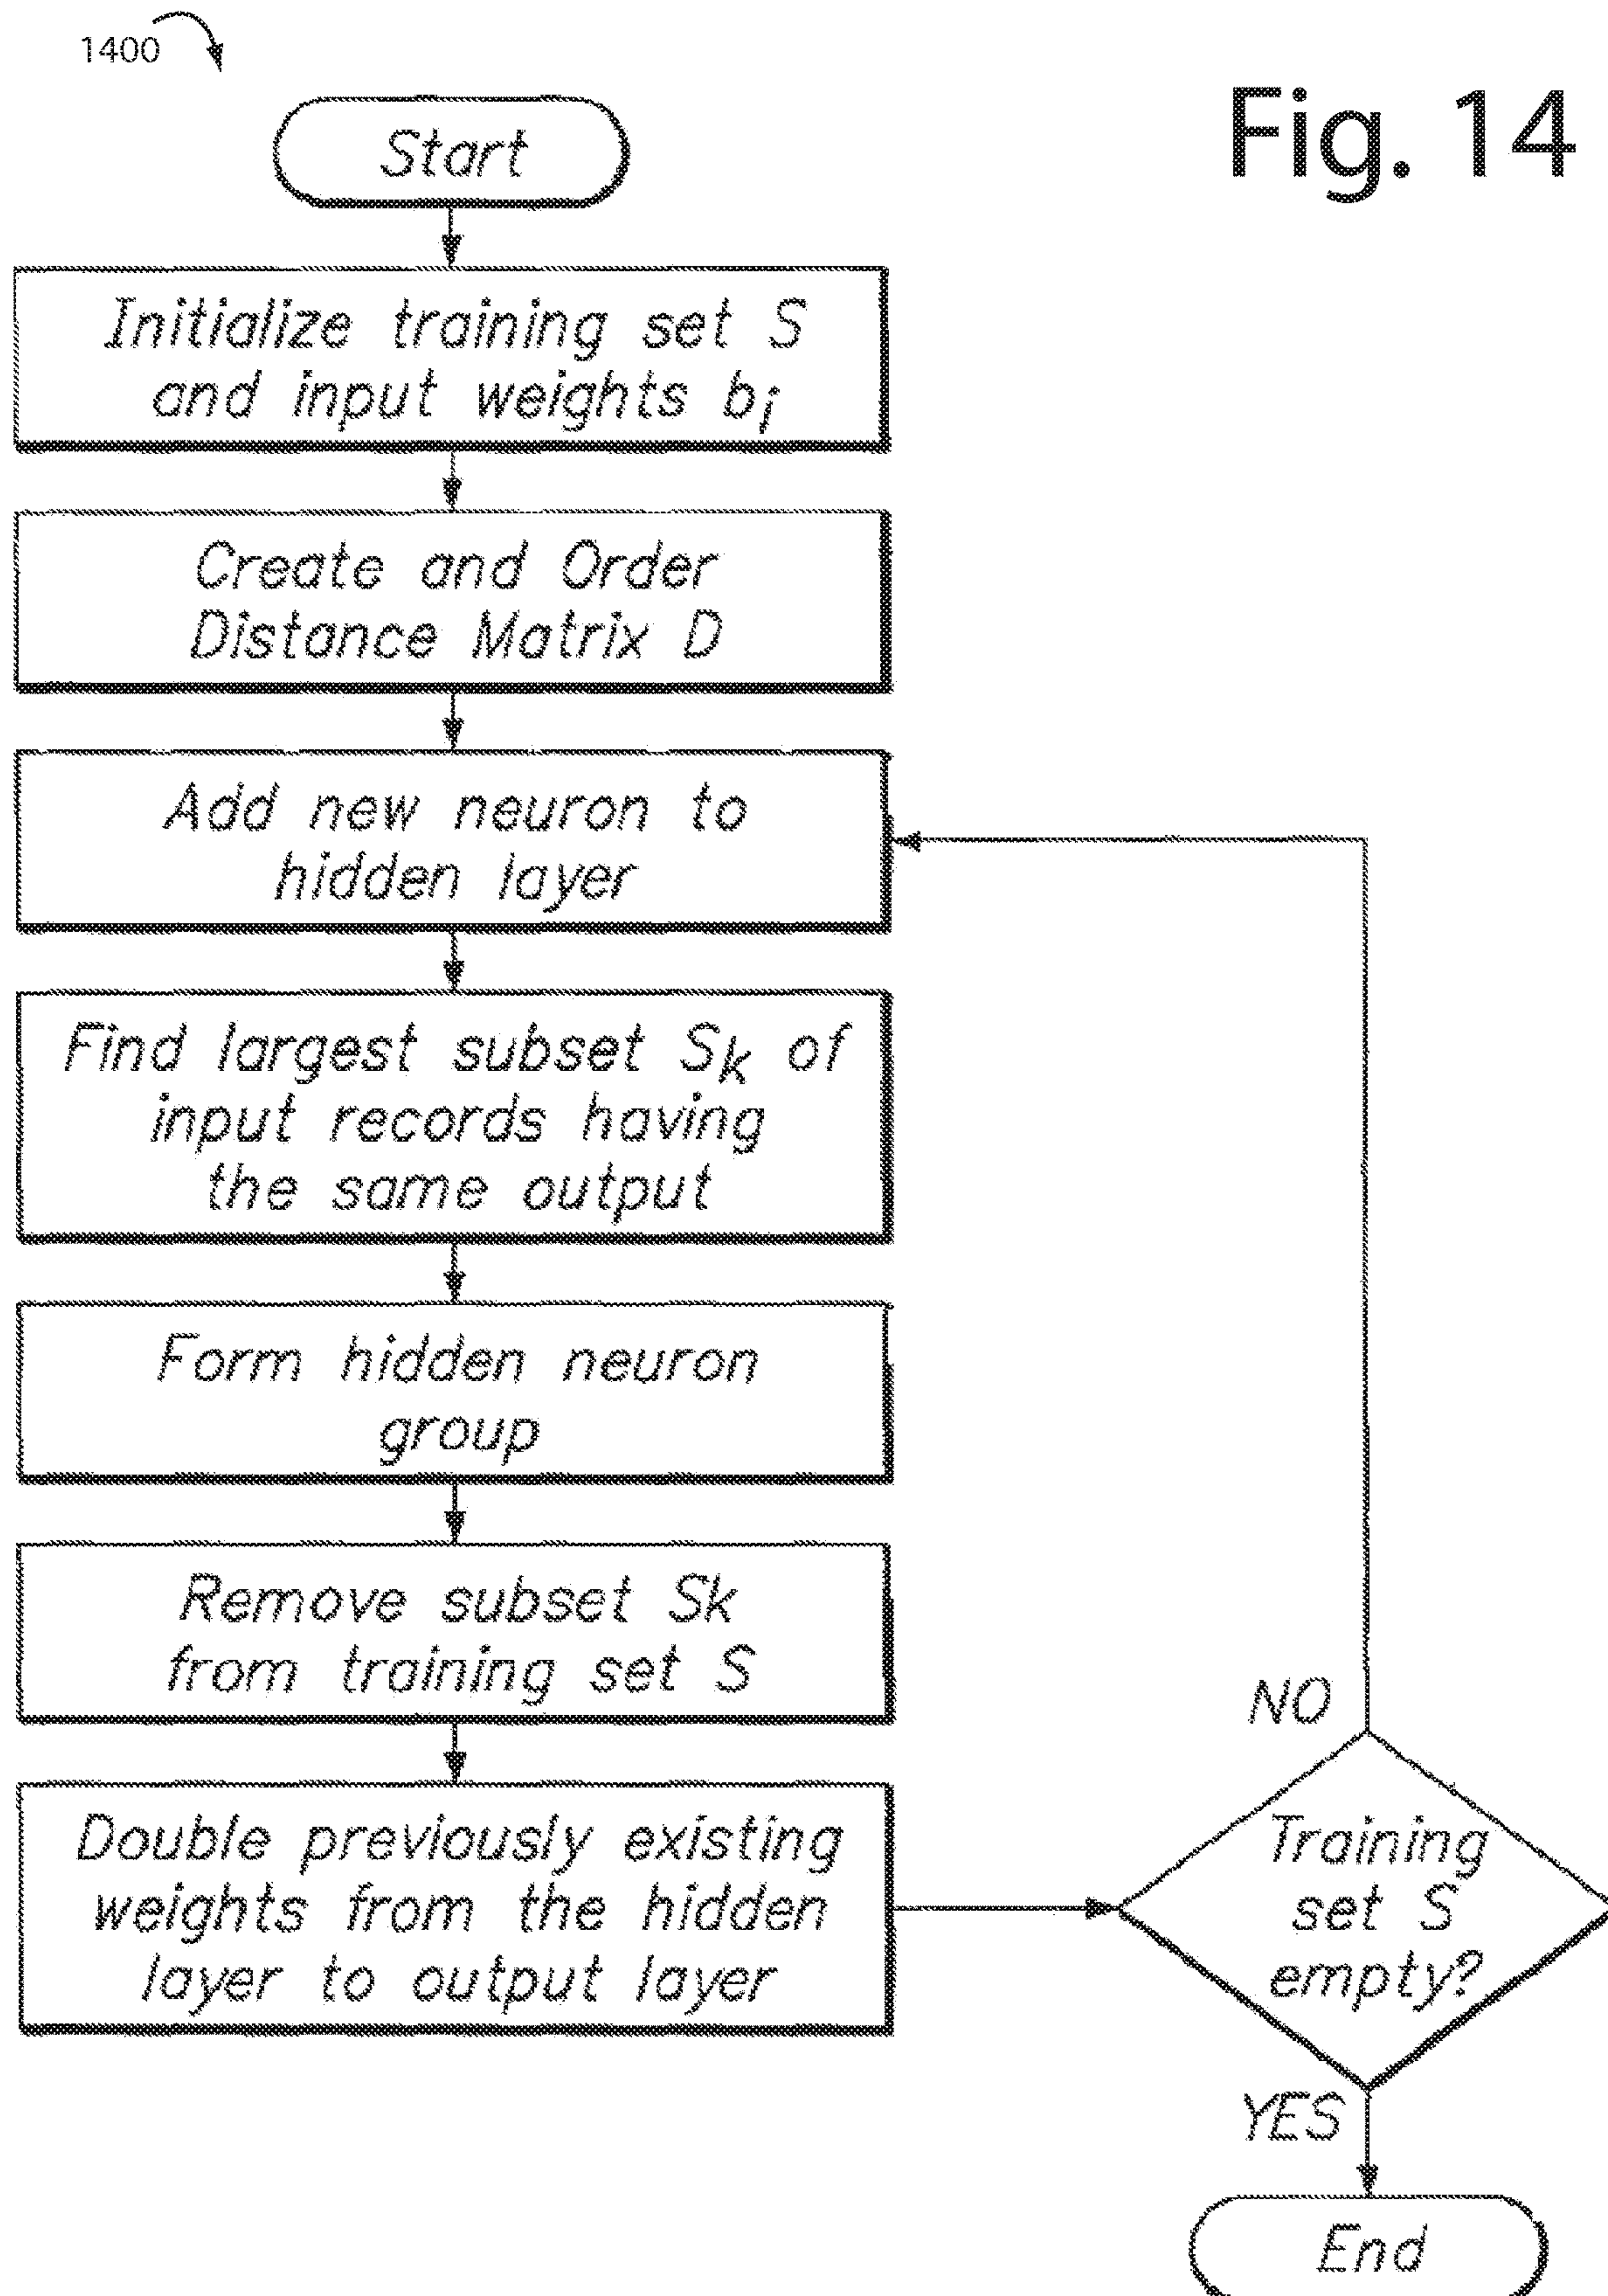 1400
Fig. 14
Start
Initialize training set S
and input weights bi
Create and Order
Distance Matrix D
Add new neuron to
hidden layer
Find largest subset Sk of
input records having
the same output
Form hidden neuron
group
Remove subset Sk
from training set S
Double previously existing
weights from the hidden
layer to output layer
NO
Training
set S
empty?
YES
End